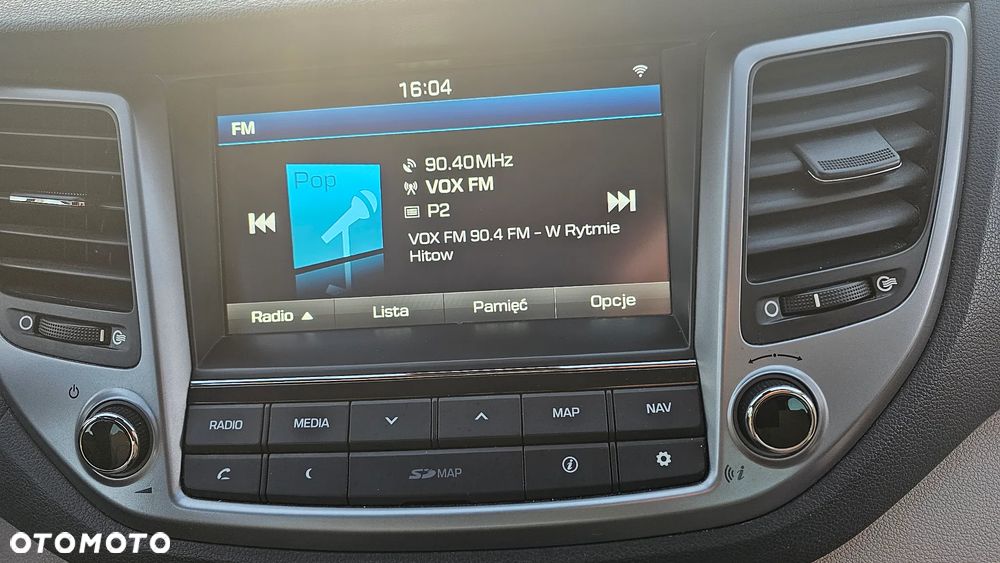 16:04
FM
Pop
90.40MHz
VOX FM
P2
VOX FM 90.4 FM - W Rytmie
Hitow
Radio ▲
Lista
Pamięć
Opcje
RADIO
MEDIA
MAP
NAV
SD MAP
OTOMOTO